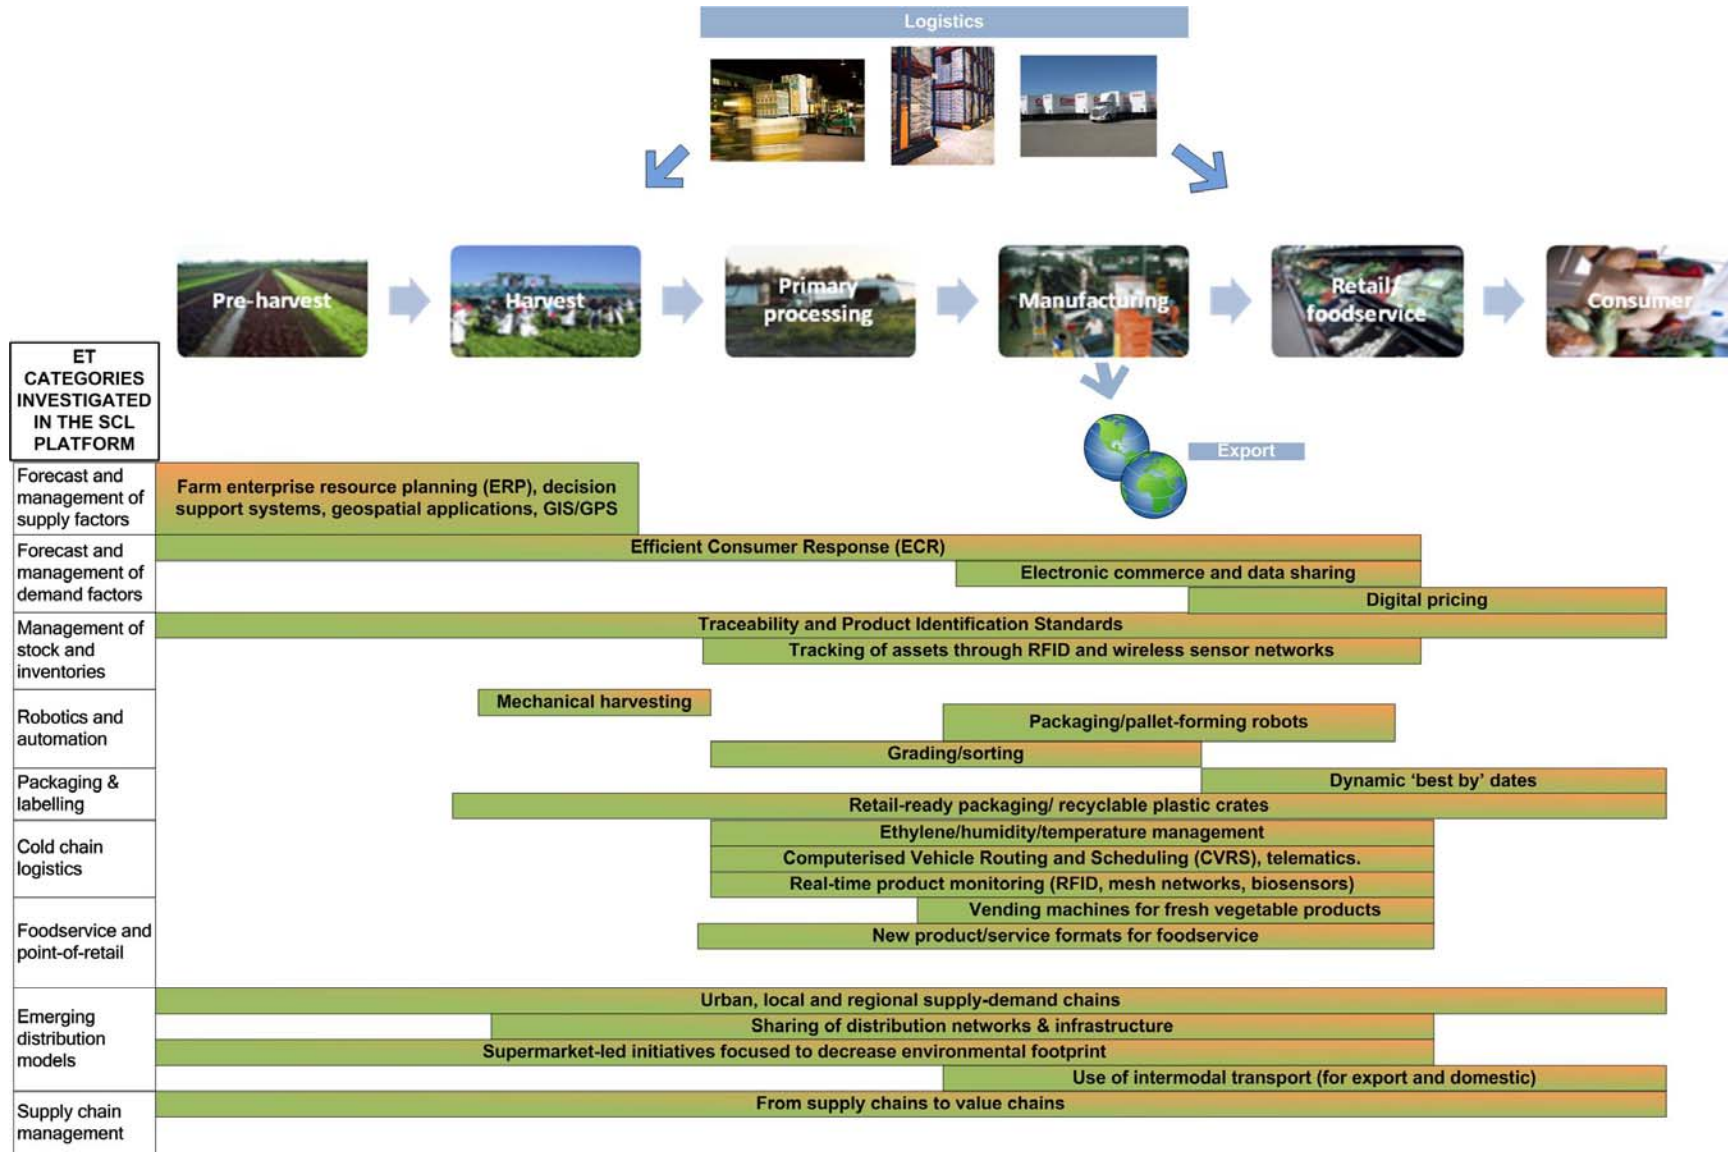 Logistics
Pre-harvest
Harvest
Primary
processing
Manufacturing
Retail/
foodservice
Consumer
Export
ET
CATEGORIES
INVESTIGATED
IN THE SCL
PLATFORM
Forecast and
management of
supply factors
Farm enterprise resource planning (ERP), decision
support systems, geospatial applications, GIS/GPS
Forecast and
management of
demand factors
Efficient Consumer Response (ECR)
Electronic commerce and data sharing
Digital pricing
Management of
stock and
inventories
Traceability and Product Identification Standards
Tracking of assets through RFID and wireless sensor networks
Robotics and
automation
Mechanical harvesting
Packaging/pallet-forming robots
Grading/sorting
Packaging &
labelling
Dynamic ‘best by’ dates
Retail-ready packaging/ recyclable plastic crates
Cold chain
logistics
Ethylene/humidity/temperature management
Computerised Vehicle Routing and Scheduling (CVRS), telematics.
Real-time product monitoring (RFID, mesh networks, biosensors)
Foodservice and
point-of-retail
Vending machines for fresh vegetable products
New product/service formats for foodservice
Emerging
distribution
models
Urban, local and regional supply-demand chains
Sharing of distribution networks & infrastructure
Supermarket-led initiatives focused to decrease environmental footprint
Use of intermodal transport (for export and domestic)
Supply chain
management
From supply chains to value chains